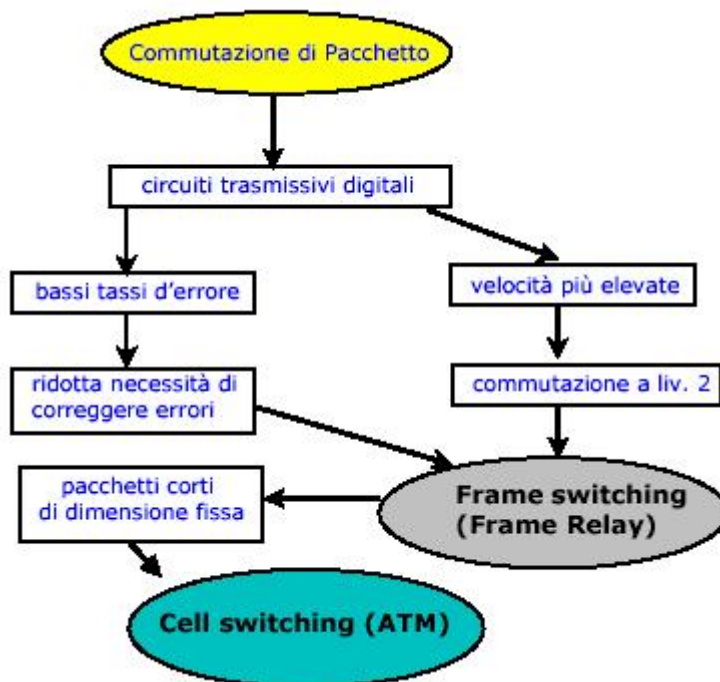 Commutazione di Pacchetto
circuiti trasmissivi digitali
bassi tassi d'errore
velocità più elevate
ridotta necessità di
correggere errori
commutazione a liv. 2
pacchetti corti
di dimensione fissa
Frame switching
(Frame Relay)
Cell switching (ATM)